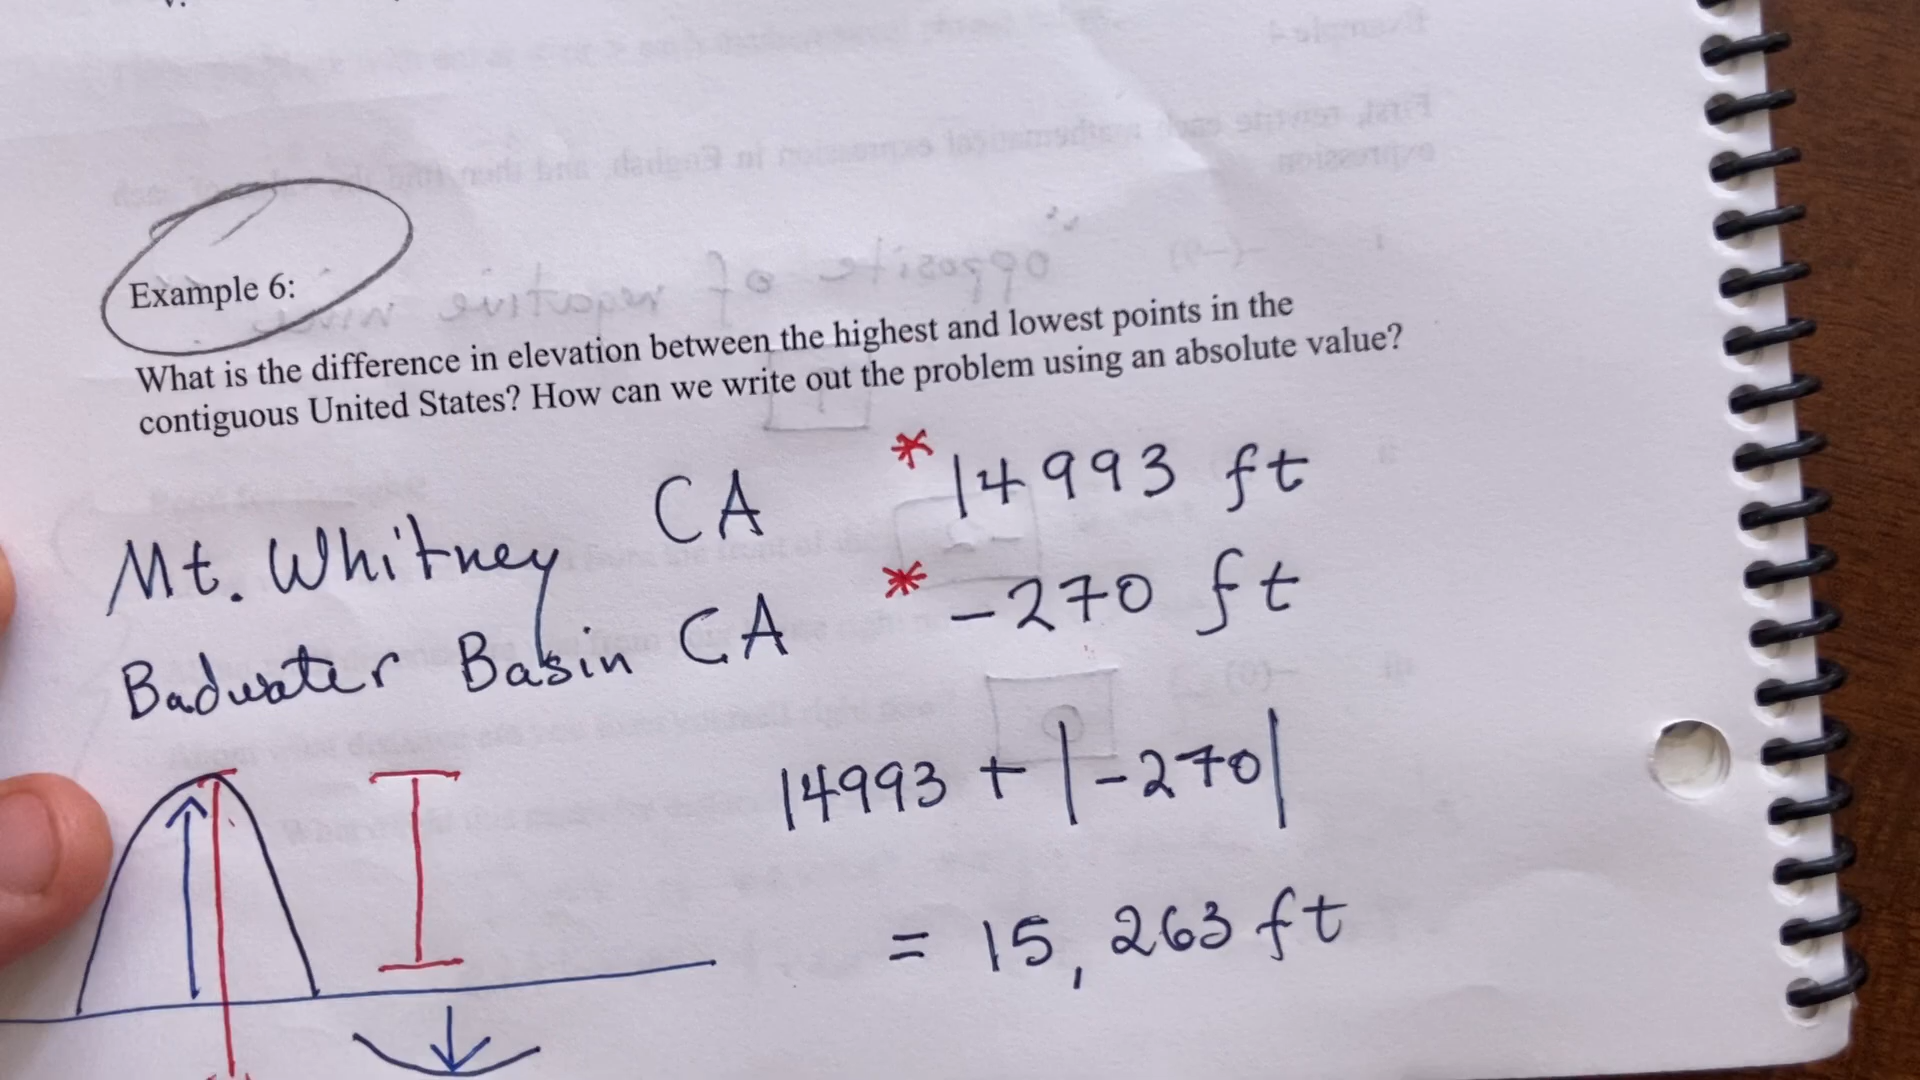 Example 6:
What is the difference in elevation between the highest and lowest points in the
contiguous United States? How can we write out the problem using an absolute value?
Mt. Whitney CA * 14993 ft
Badwater Basin CA * -270 ft
14993 + |-270|
= 15,263 ft